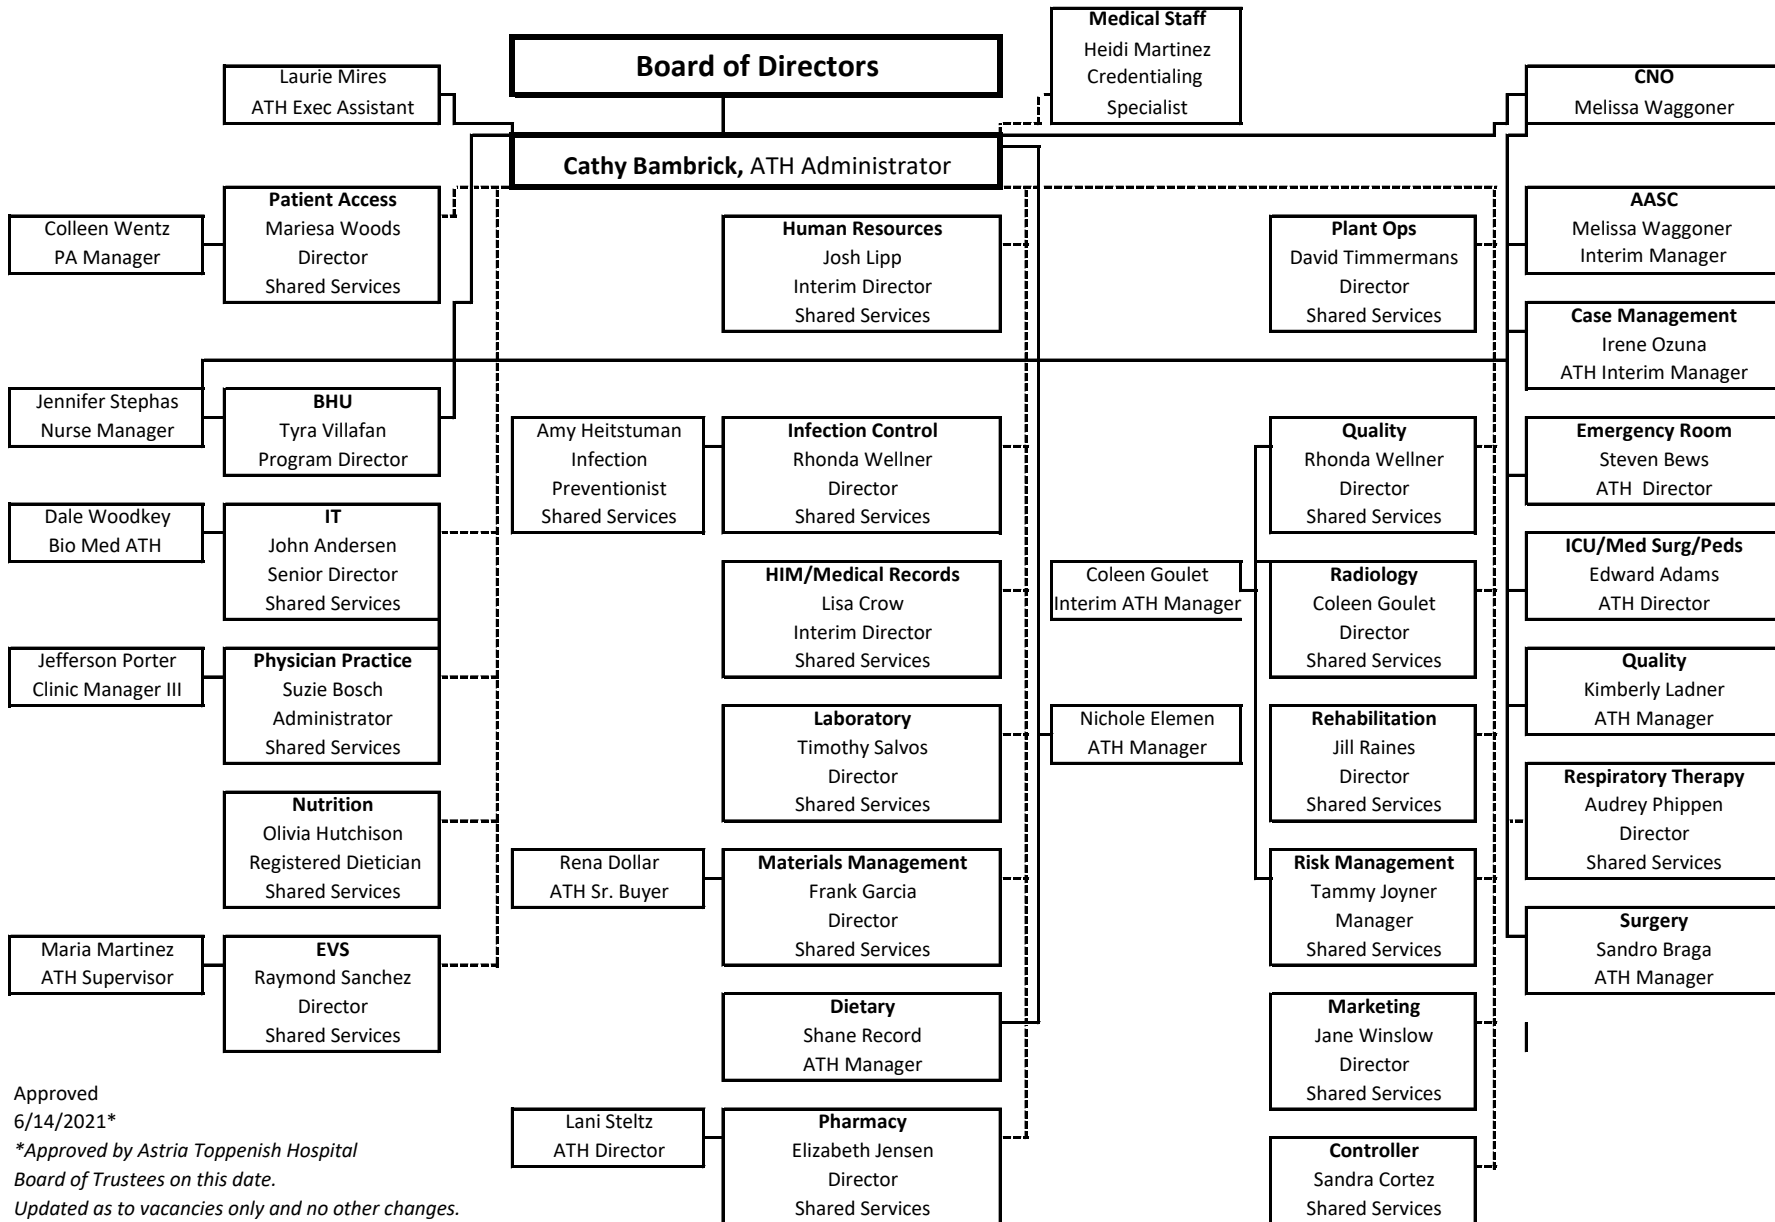 Board of Directors
Medical Staff
Heidi Martinez
Credentialing
Specialist
Laurie Mires
ATH Exec Assistant
CNO
Melissa Waggoner
Cathy Bambrick, ATH Administrator
Colleen Wentz
PA Manager
Patient Access
Mariesa Woods
Director
Shared Services
Human Resources
Josh Lipp
Interim Director
Shared Services
Plant Ops
David Timmermans
Director
Shared Services
AASC
Melissa Waggoner
Interim Manager
Case Management
Irene Ozuna
ATH Interim Manager
Jennifer Stephas
Nurse Manager
BHU
Tyra Villafan
Program Director
Amy Heitstuman
Infection
Preventionist
Shared Services
Infection Control
Rhonda Wellner
Director
Shared Services
Quality
Rhonda Wellner
Director
Shared Services
Emergency Room
Steven Bews
ATH  Director
Dale Woodkey
Bio Med ATH
IT
John Andersen
Senior Director
Shared Services
HIM/Medical Records
Lisa Crow
Interim Director
Shared Services
Coleen Goulet
Interim ATH Manager
Radiology
Coleen Goulet
Director
Shared Services
ICU/Med Surg/Peds
Edward Adams
ATH Director
Jefferson Porter
Clinic Manager III
Physician Practice
Suzie Bosch
Administrator
Shared Services
Laboratory
Timothy Salvos
Director
Shared Services
Nichole Elemen
ATH Manager
Rehabilitation
Jill Raines
Director
Shared Services
Quality
Kimberly Ladner
ATH Manager
Nutrition
Olivia Hutchison
Registered Dietician
Shared Services
Rena Dollar
ATH Sr. Buyer
Materials Management
Frank Garcia
Director
Shared Services
Risk Management
Tammy Joyner
Manager
Shared Services
Respiratory Therapy
Audrey Phippen
Director
Shared Services
Maria Martinez
ATH Supervisor
EVS
Raymond Sanchez
Director
Shared Services
Dietary
Shane Record
ATH Manager
Marketing
Jane Winslow
Director
Shared Services
Surgery
Sandro Braga
ATH Manager
Lani Steltz
ATH Director
Pharmacy
Elizabeth Jensen
Director
Shared Services
Controller
Sandra Cortez
Shared Services
Approved
6/14/2021*
*Approved by Astria Toppenish Hospital
Board of Trustees on this date.
Updated as to vacancies only and no other changes.